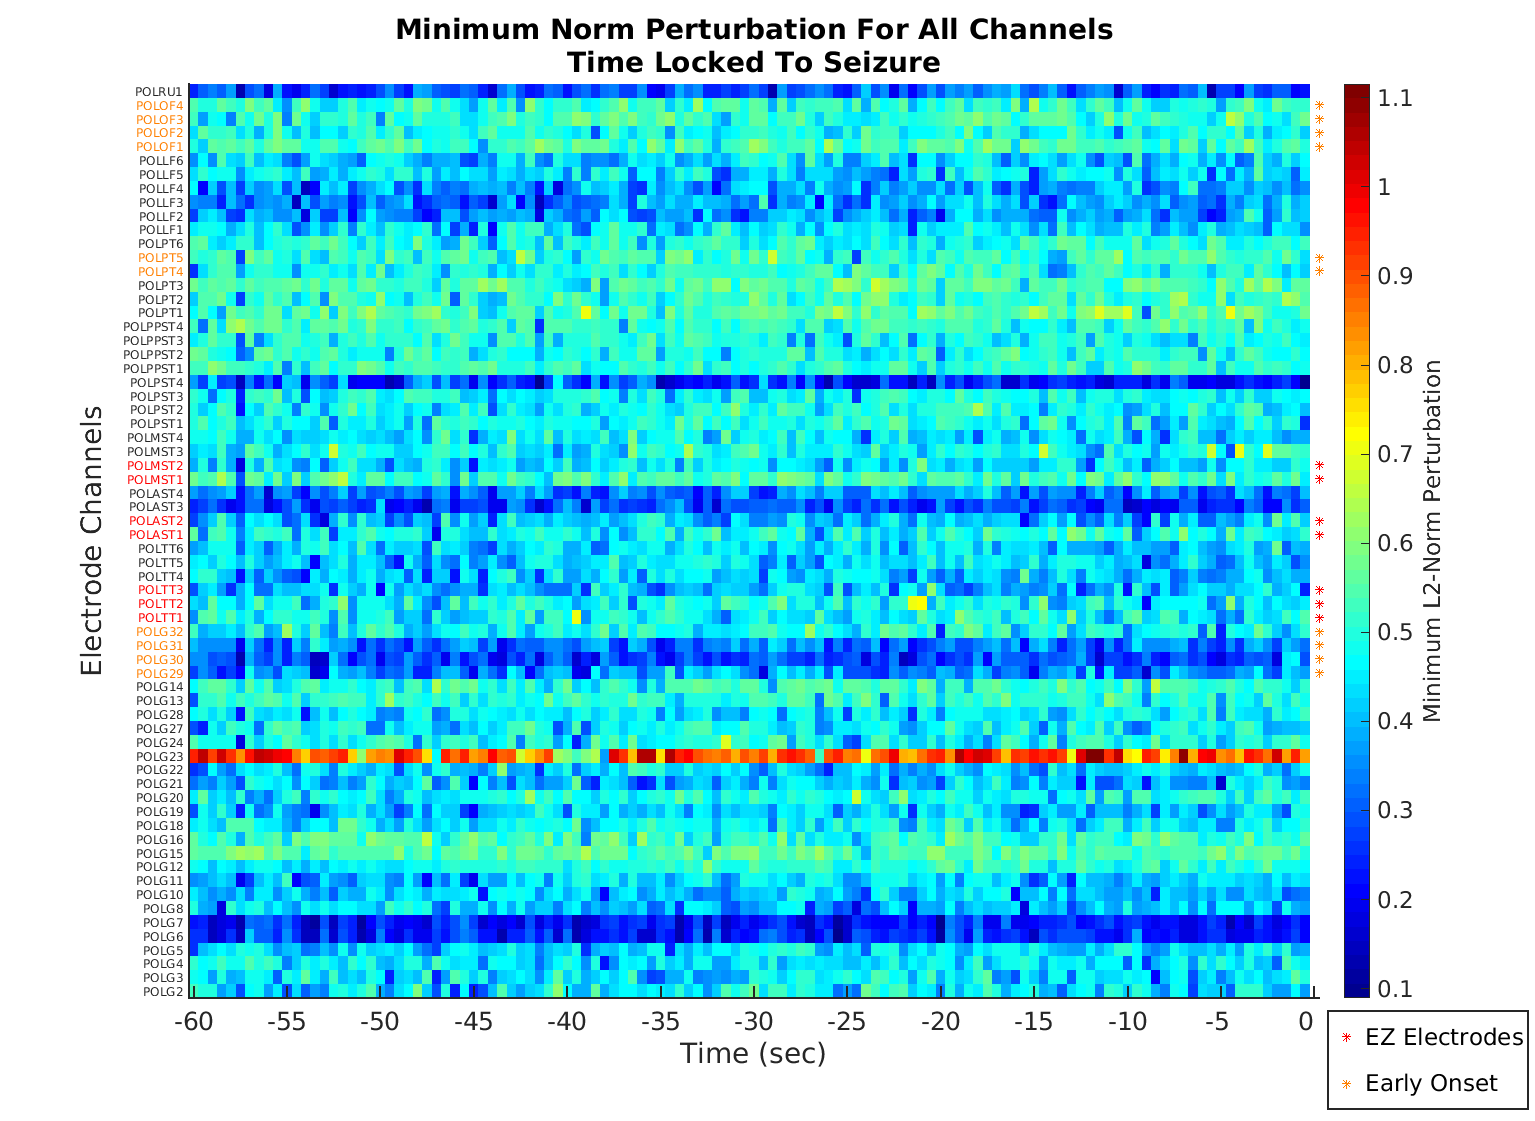 Minimum Norm Perturbation For All Channels
Time Locked To Seizure
Electrode Channels
POLRU1
POLOF4
POLOF3
POLOF2
POLOF1
POLLF6
POLLF5
POLLF4
POLLF3
POLLF2
POLLF1
POLPT6
POLPT5
POLPT4
POLPT3
POLPT2
POLPT1
POLPPST4
POLPPST3
POLPPST2
POLPPST1
POLPST4
POLPST3
POLPST2
POLPST1
POLMST4
POLMST3
POLMST2
POLMST1
POLAST4
POLAST3
POLAST2
POLAST1
POLTT6
POLTT5
POLTT4
POLTT3
POLTT2
POLTT1
POLG32
POLG31
POLG30
POLG29
POLG14
POLG13
POLG28
POLG27
POLG24
POLG23
POLG22
POLG21
POLG20
POLG19
POLG18
POLG16
POLG15
POLG12
POLG11
POLG10
POLG8
POLG7
POLG6
POLG5
POLG4
POLG3
POLG2
-60 -55 -50 -45 -40 -35 -30 -25 -20 -15 -10 -5 0
Time (sec)
1.1
1
0.9
0.8
0.7
0.6
0.5
0.4
0.3
0.2
0.1
Minimum L2-Norm Perturbation
EZ Electrodes
Early Onset